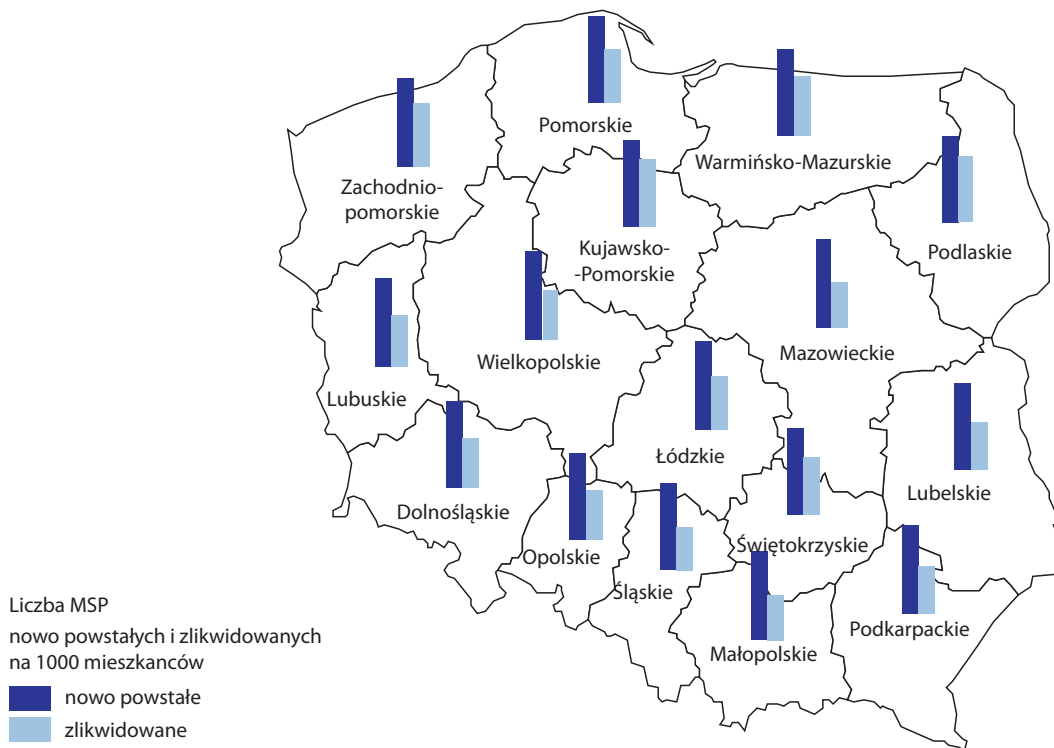 Pomorskie
Warmińsko-Mazurskie
Zachodnio-
pomorskie
Kujawsko-
-Pomorskie
Podlaskie
Wielkopolskie
Mazowieckie
Lubuskie
Łódzkie
Lubelskie
Dolnośląskie
Opolskie
Świętokrzyskie
Śląskie
Podkarpackie
Małopolskie
Liczba MSP
nowo powstałych i zlikwidowanych
na 1000 mieszkanców
nowo powstałe
zlikwidowane